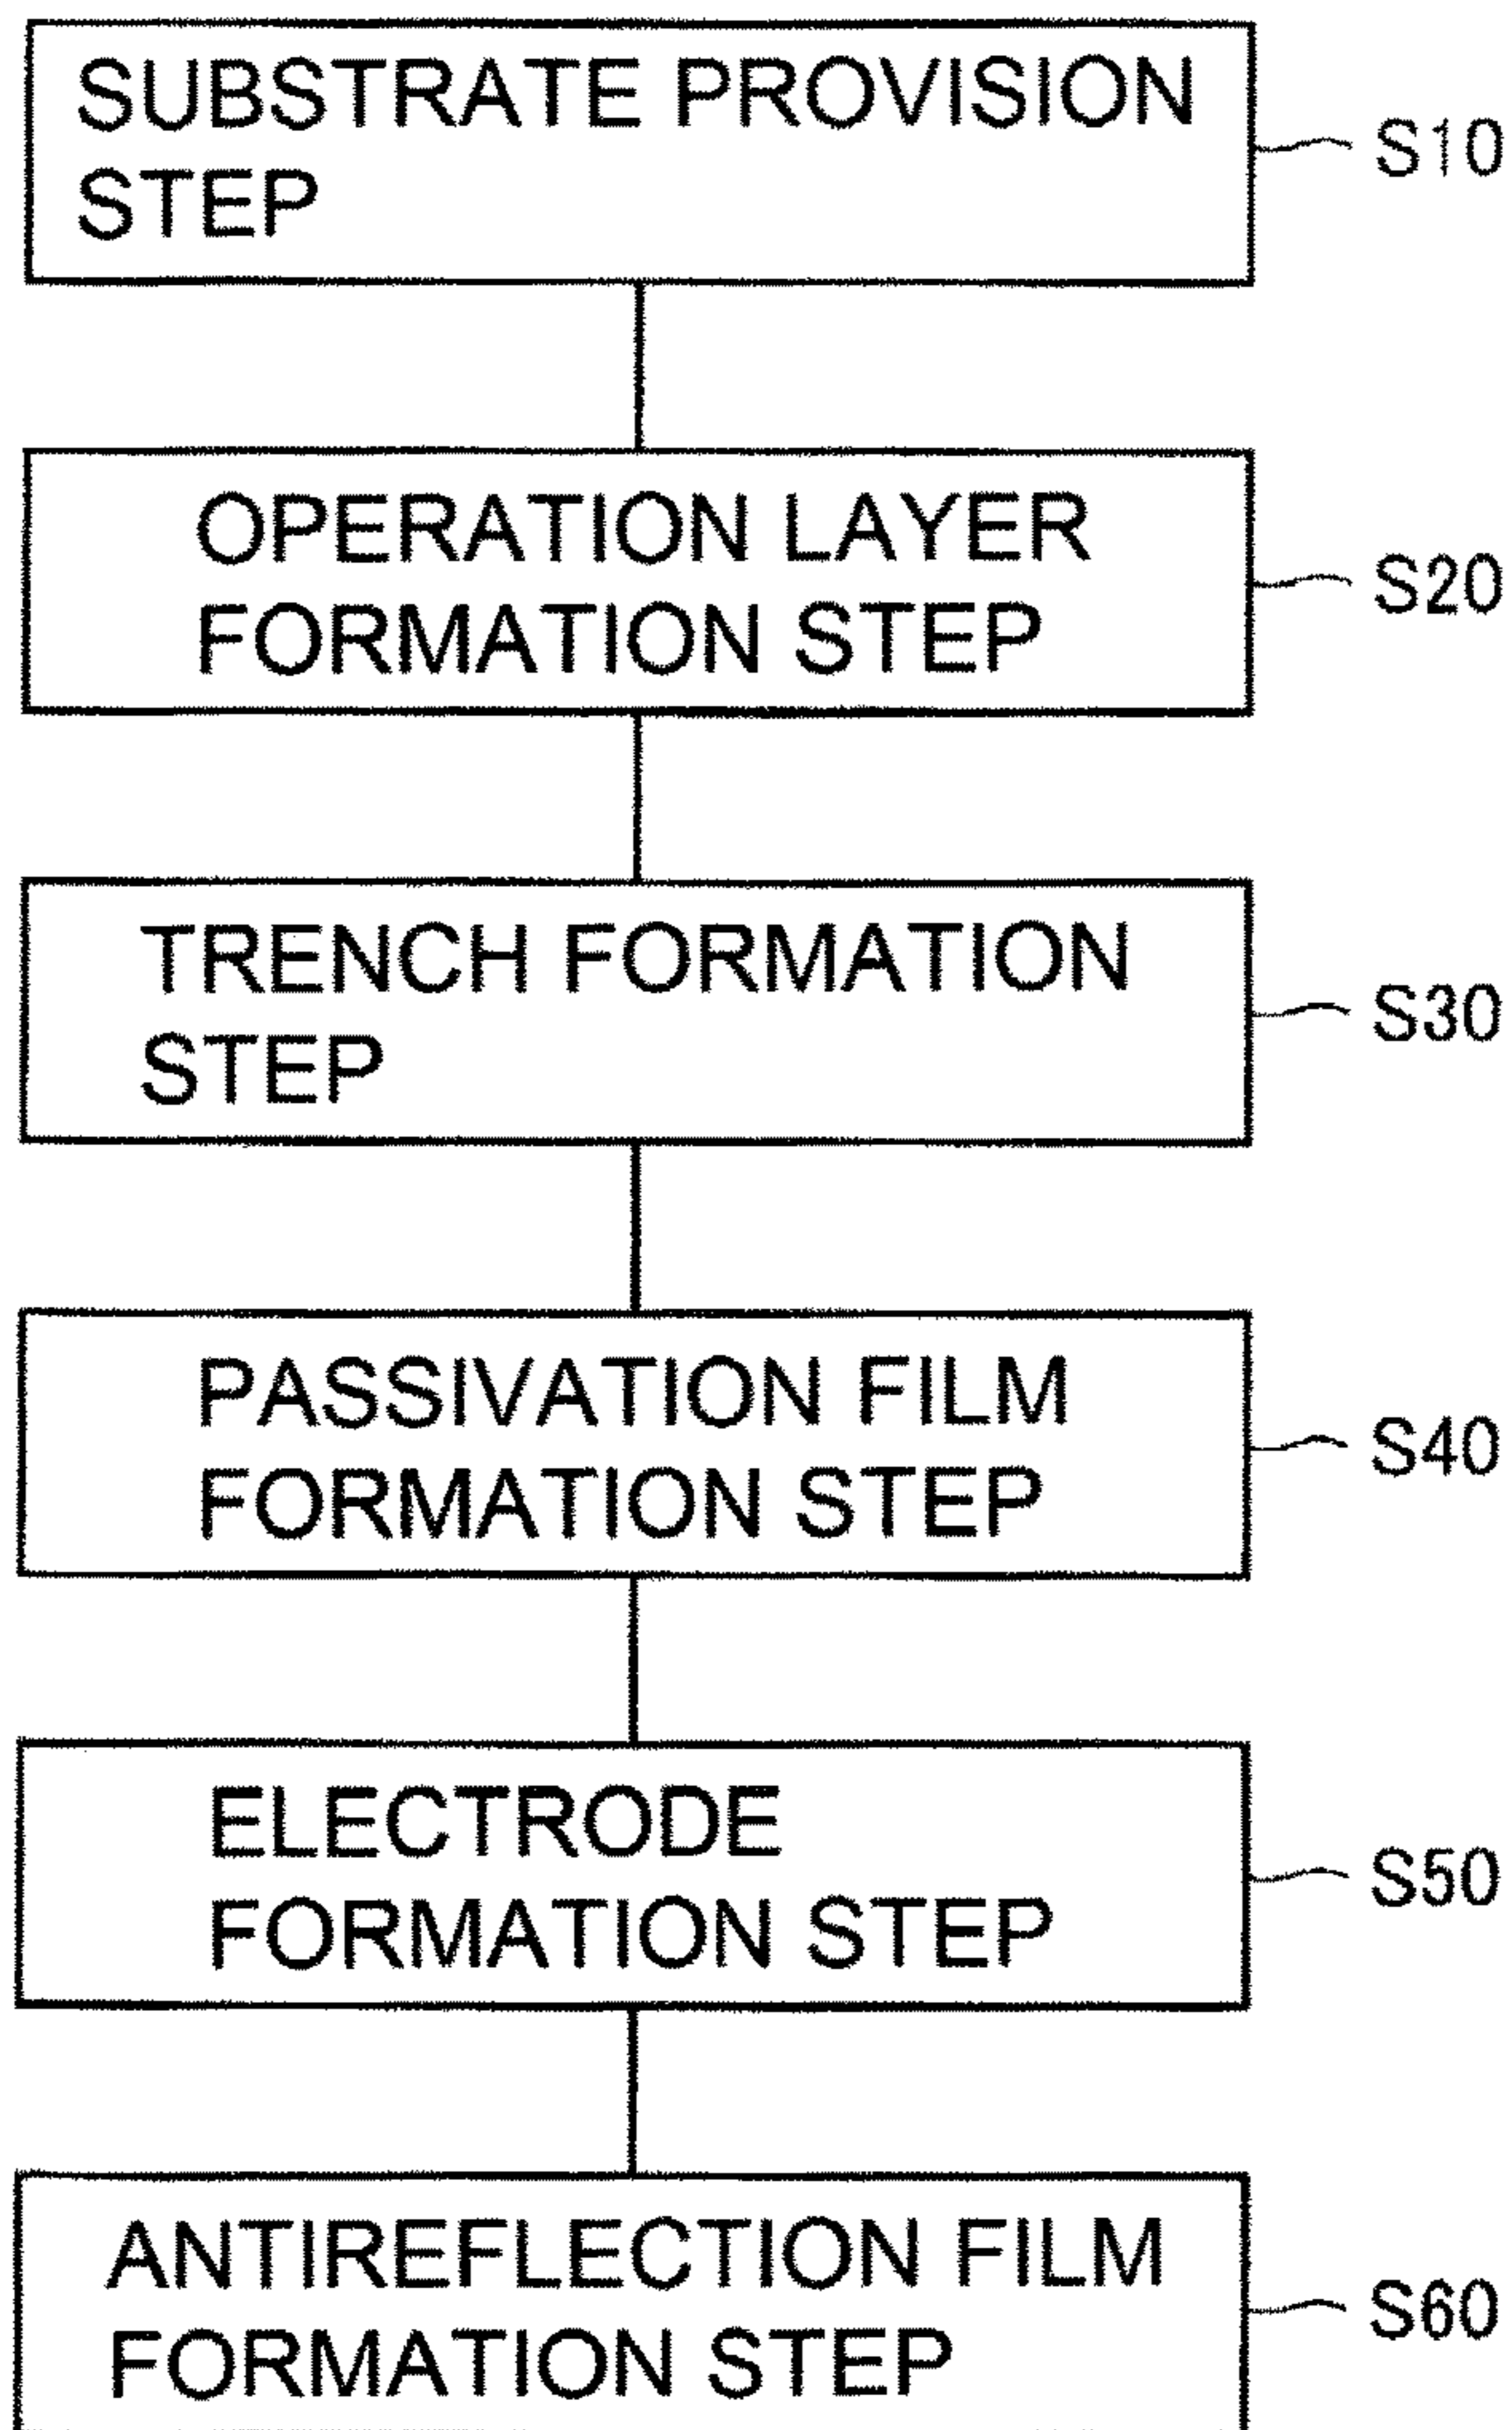 SUBSTRATE PROVISION
STEP
S10
OPERATION LAYER
FORMATION STEP
S20
TRENCH FORMATION
STEP
S30
PASSIVATION FILM
FORMATION STEP
S40
ELECTRODE
FORMATION STEP
S50
ANTIREFLECTION FILM
FORMATION STEP
S60